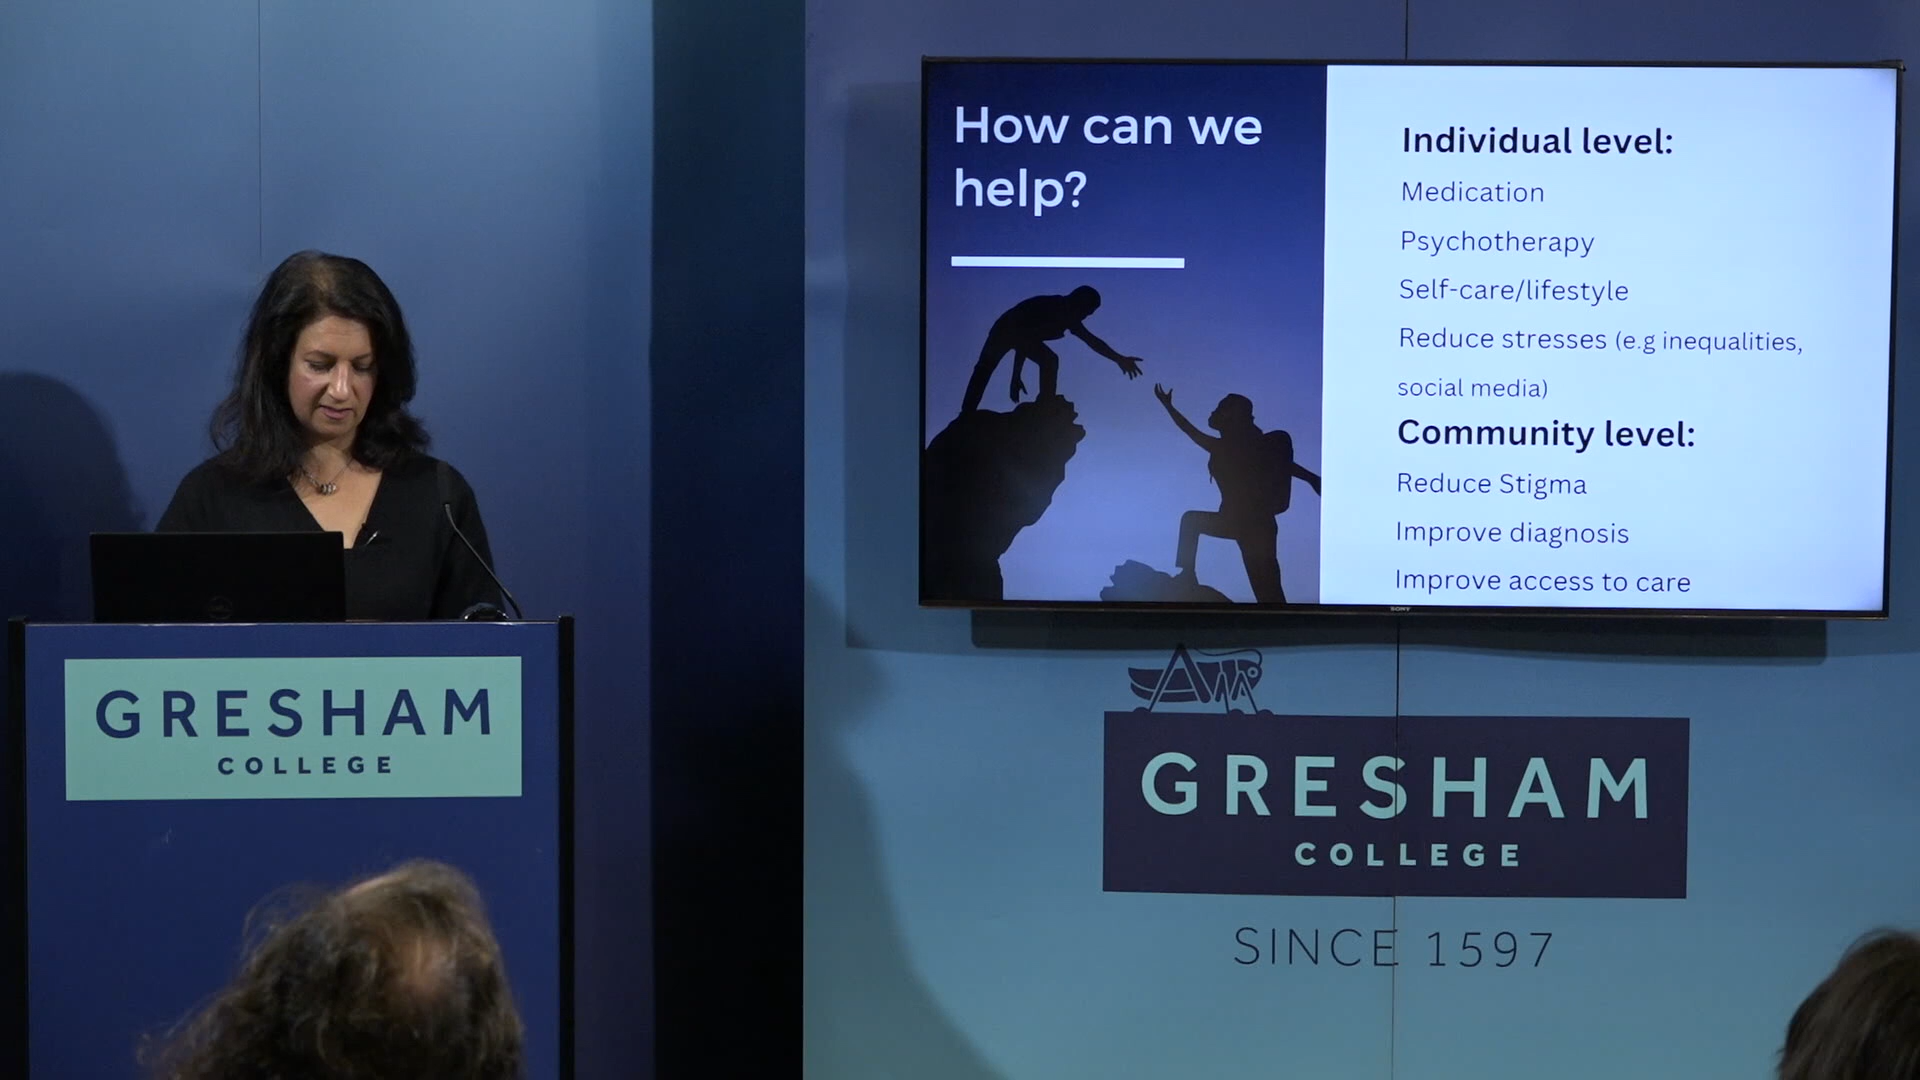 How can we
help?
Individual level:
Medication
Psychotherapy
Self-care/lifestyle
Reduce stresses (e.g inequalities,
social media)
Community level:
Reduce Stigma
Improve diagnosis
Improve access to care
SONY
GRESHAM
COLLEGE
GRESHAM
COLLEGE
SINCE 1597